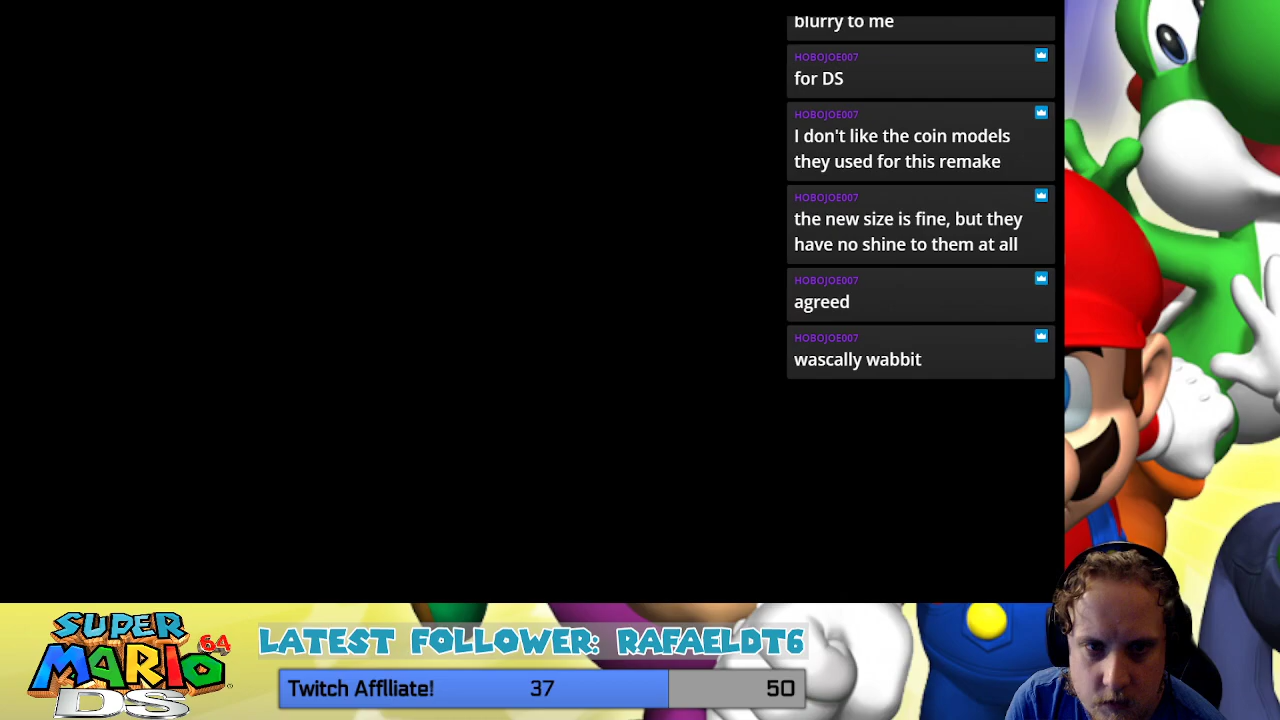 blurry to me
HOBOJOE007
for DS
HOBOJOE007
I don't like the coin models
they used for this remake
HOBOJOE007
the new size is fine, but they
have no shine to them at all
HOBOJOE007
agreed
HOBOJOE007
wascally wabbit
SUPER
MARIO 64
DS
LATEST FOLLOWER: RAFAELDT6
Twitch Affiliate! 37 50